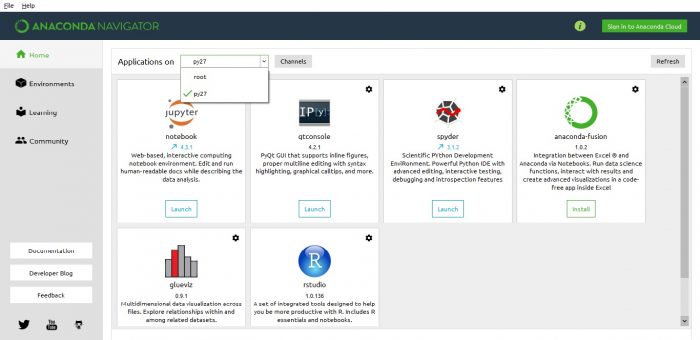 File Help
ANACONDA NAVIGATOR
i
Sign in to Anaconda Cloud
Home
Environments
Learning
Community
Documentation
Developer Blog
Feedback
You
Tube
Applications on py27 Channels Refresh
root
py27
jupyter
notebook
4.3.1
Web-based, interactive computing
notebook environment. Edit and run
human-readable docs while describing the
data analysis.
Launch
IP[y]
qtconsole
4.2.1
PyQt GUI that supports inline figures,
proper multiline editing with syntax
highlighting, graphical calltips, and more.
Launch
spyder
3.1.2
Scientific PYthon Development
EnviRonment. Powerful Python IDE with
advanced editing, interactive testing,
debugging and introspection features
Launch
anaconda-fusion
1.0.2
Integration between Excel ® and
Anaconda via Notebooks. Run data science
functions, interact with results and
create advanced visualizations in a code-
free app inside Excel
Install
glueviz
0.9.1
Multidimensional data visualization across
files. Explore relationships within and
among related datasets.
R
rstudio
1.0.136
A set of integrated tools designed to help
you be more productive with R. Includes R
essentials and notebooks.